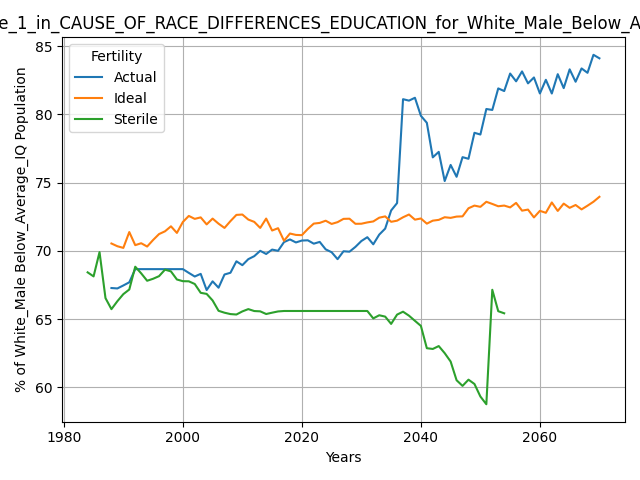 e_1_in_CAUSE_OF_RACE_DIFFERENCES_EDUCATION_for_White_Male_Below_A
85
80
75
70
65
60
% of White_Male Below_Average_IQ Population
Fertility
Actual
Ideal
Sterile
1980
2000
2020
2040
2060
Years